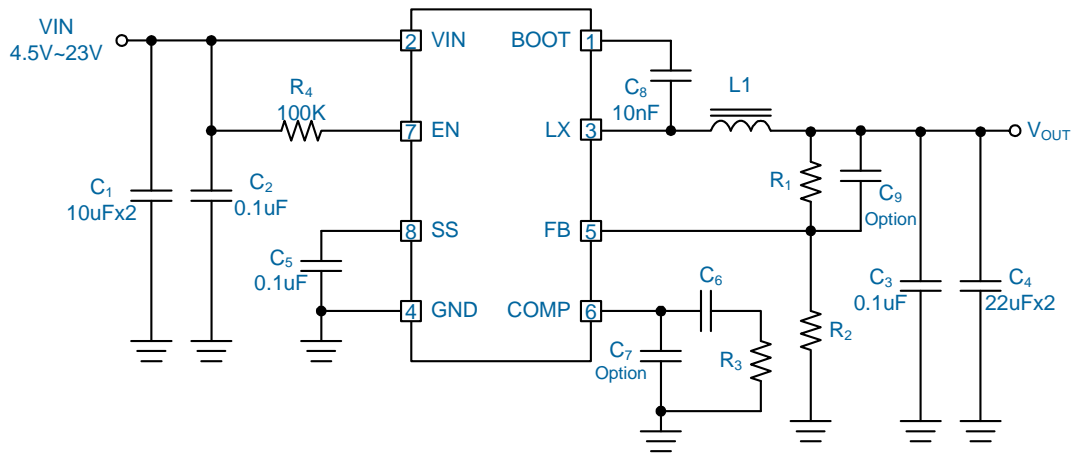 VIN
4.5V~23V
2
VIN
BOOT
1
C₈
10nF
L1
R₄
100K
7
EN
LX
3
V_OUT
C₁
10uFx2
C₂
0.1uF
R₁
C₉
Option
8
SS
FB
5
C₅
0.1uF
C₆
C₃
0.1uF
C₄
22uFx2
4
GND
COMP
6
C₇
Option
R₃
R₂